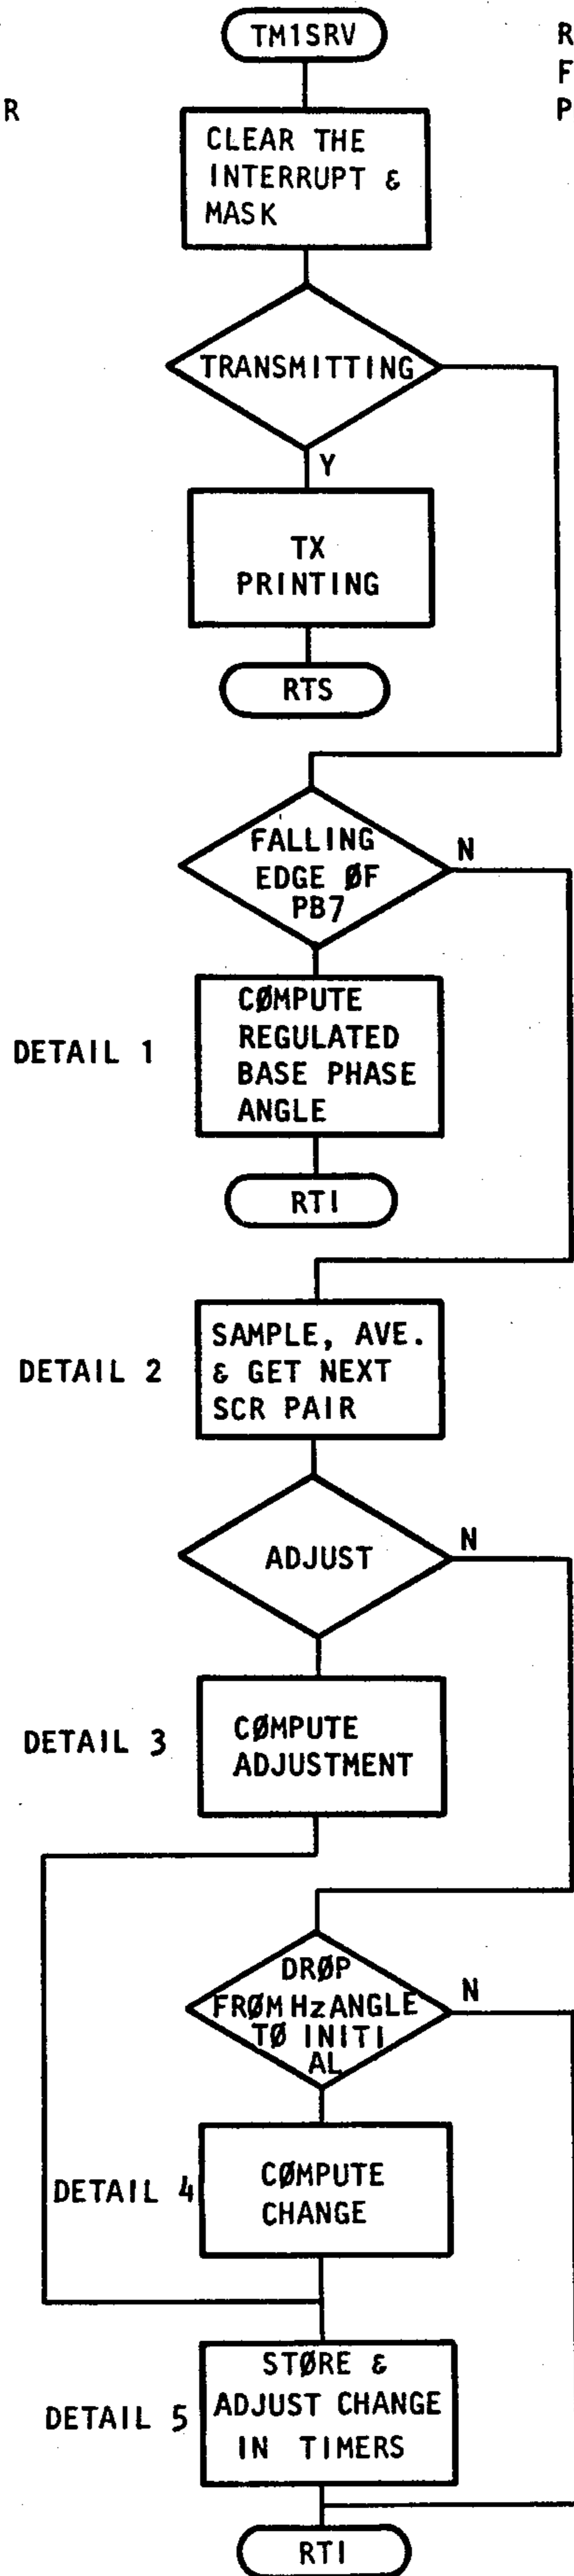 TM1SRV
R
F
P
R
CLEAR THE
INTERRUPT &
MASK
TRANSMITTING
Y
TX
PRINTING
RTS
FALLING
EDGE ØF
PB7
N
CØMPUTE
REGULATED
BASE PHASE
ANGLE
DETAIL 1
RTI
SAMPLE, AVE.
& GET NEXT
SCR PAIR
DETAIL 2
ADJUST
N
CØMPUTE
ADJUSTMENT
DETAIL 3
DRØP
FRØM Hz ANGLE
TØ INITI
AL
N
CØMPUTE
CHANGE
DETAIL 4
STØRE &
ADJUST CHANGE
IN TIMERS
DETAIL 5
RTI